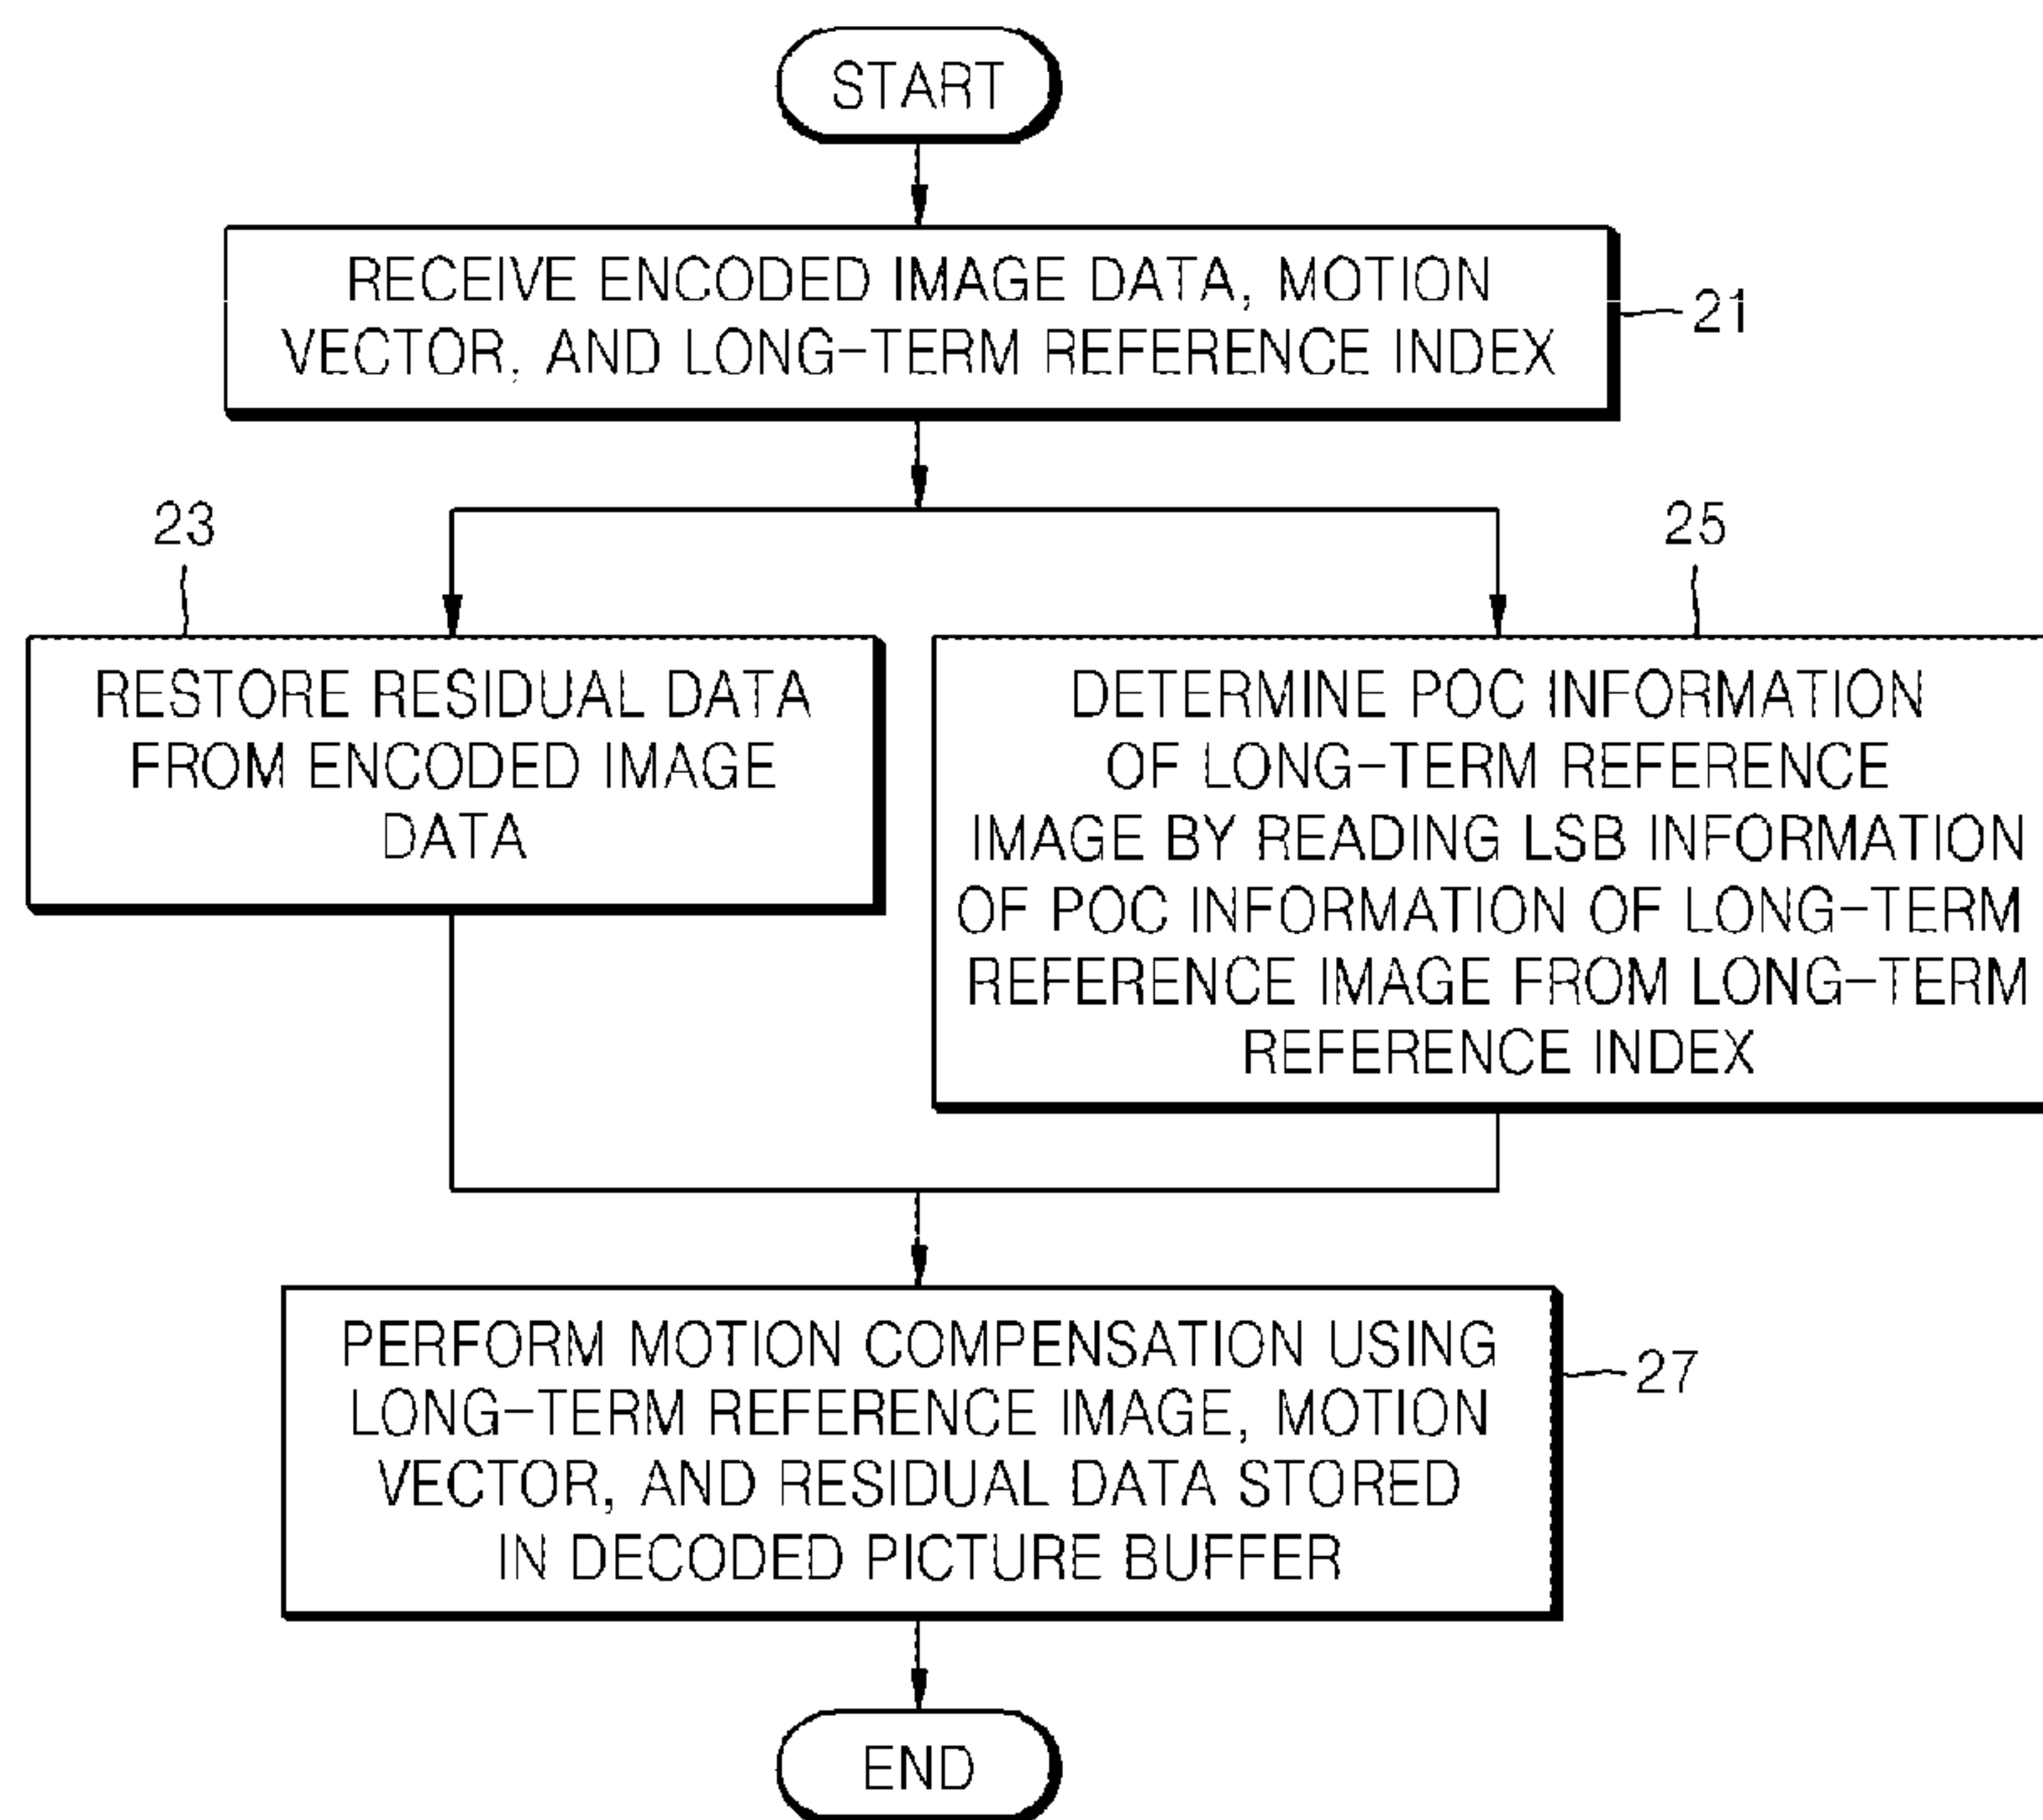 START
RECEIVE ENCODED IMAGE DATA, MOTION
VECTOR, AND LONG-TERM REFERENCE INDEX
21
23
RESTORE RESIDUAL DATA
FROM ENCODED IMAGE
DATA
25
DETERMINE POC INFORMATION
OF LONG-TERM REFERENCE
IMAGE BY READING LSB INFORMATION
OF POC INFORMATION OF LONG-TERM
REFERENCE IMAGE FROM LONG-TERM
REFERENCE INDEX
PERFORM MOTION COMPENSATION USING
LONG-TERM REFERENCE IMAGE, MOTION
VECTOR, AND RESIDUAL DATA STORED
IN DECODED PICTURE BUFFER
27
END